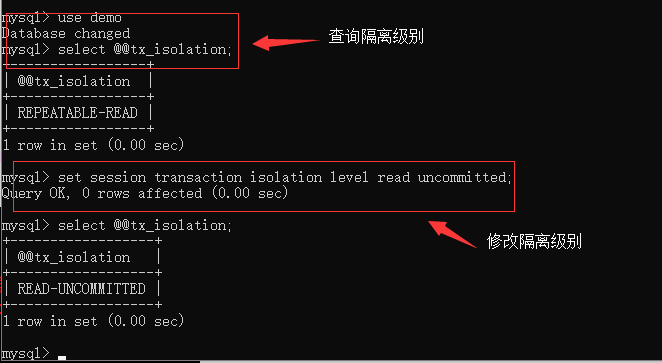 mysql> use demo
Database changed
mysql> select @@tx_isolation;
查询隔离级别
+-----------------+
| @@tx_isolation  |
+-----------------+
| REPEATABLE-READ |
+-----------------+
1 row in set (0.00 sec)
mysql> set session transaction isolation level read uncommitted;
Query OK, 0 rows affected (0.00 sec)
修改隔离级别
mysql> select @@tx_isolation;
+------------------+
| @@tx_isolation   |
+------------------+
| READ-UNCOMMITTED |
+------------------+
1 row in set (0.00 sec)
mysql>